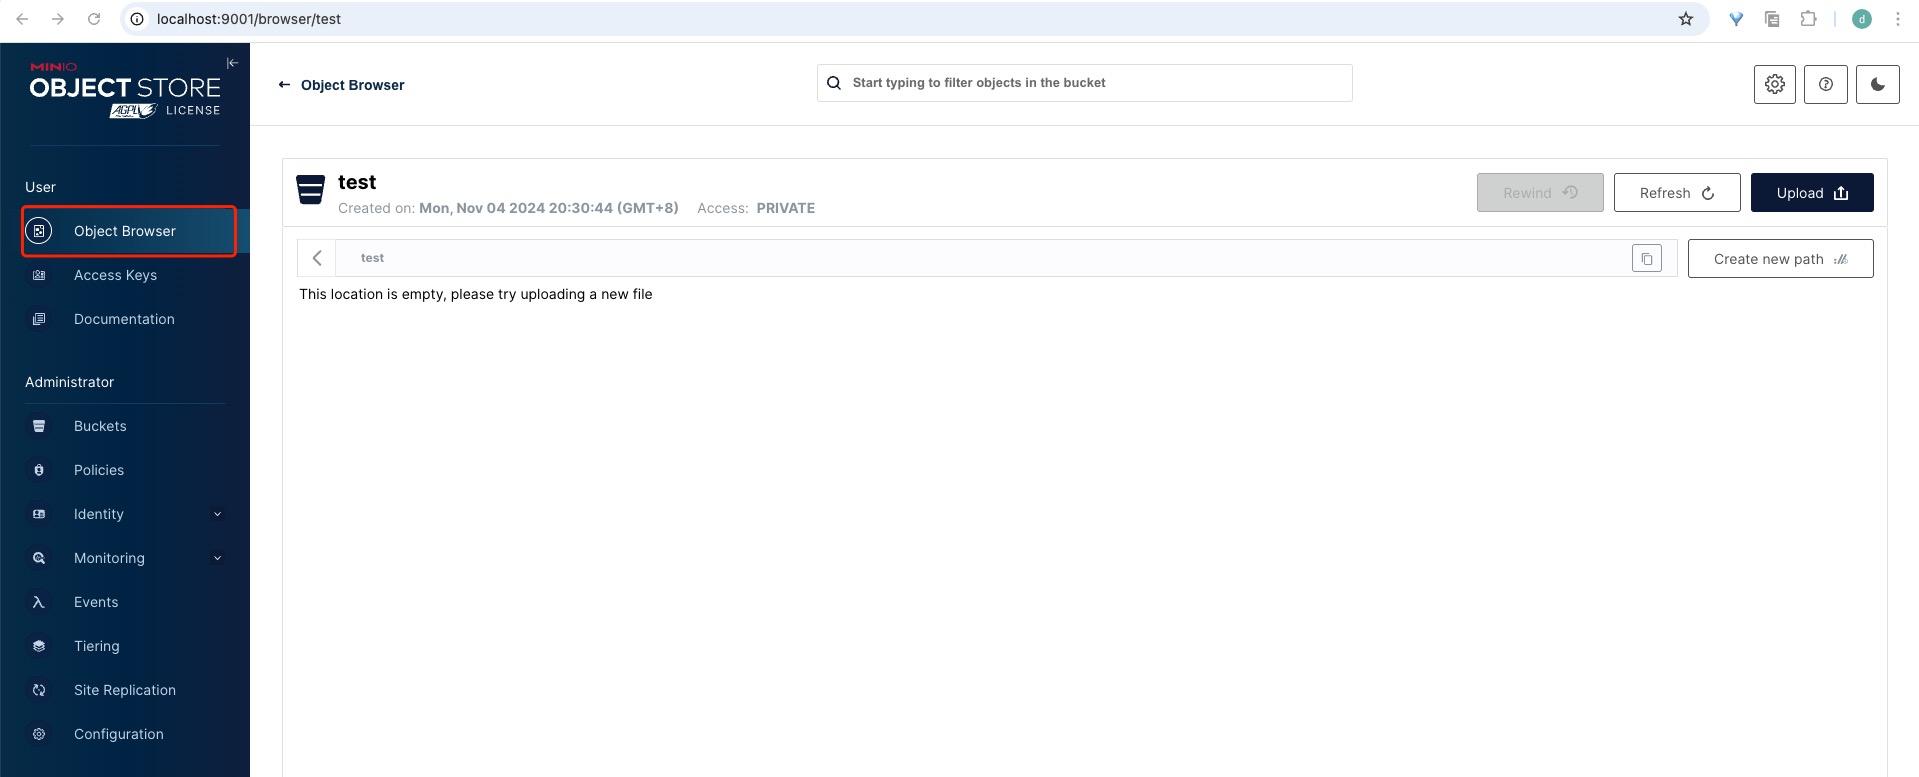 localhost:9001/browser/test
d
MINIO
OBJECT STORE
AGPL LICENSE
Object Browser
Start typing to filter objects in the bucket
User
Object Browser
Access Keys
Documentation
Administrator
Buckets
Policies
Identity
Monitoring
Events
Tiering
Site Replication
Configuration
test
Created on: Mon, Nov 04 2024 20:30:44 (GMT+8) Access: PRIVATE
Rewind
Refresh
Upload
test
Create new path
This location is empty, please try uploading a new file